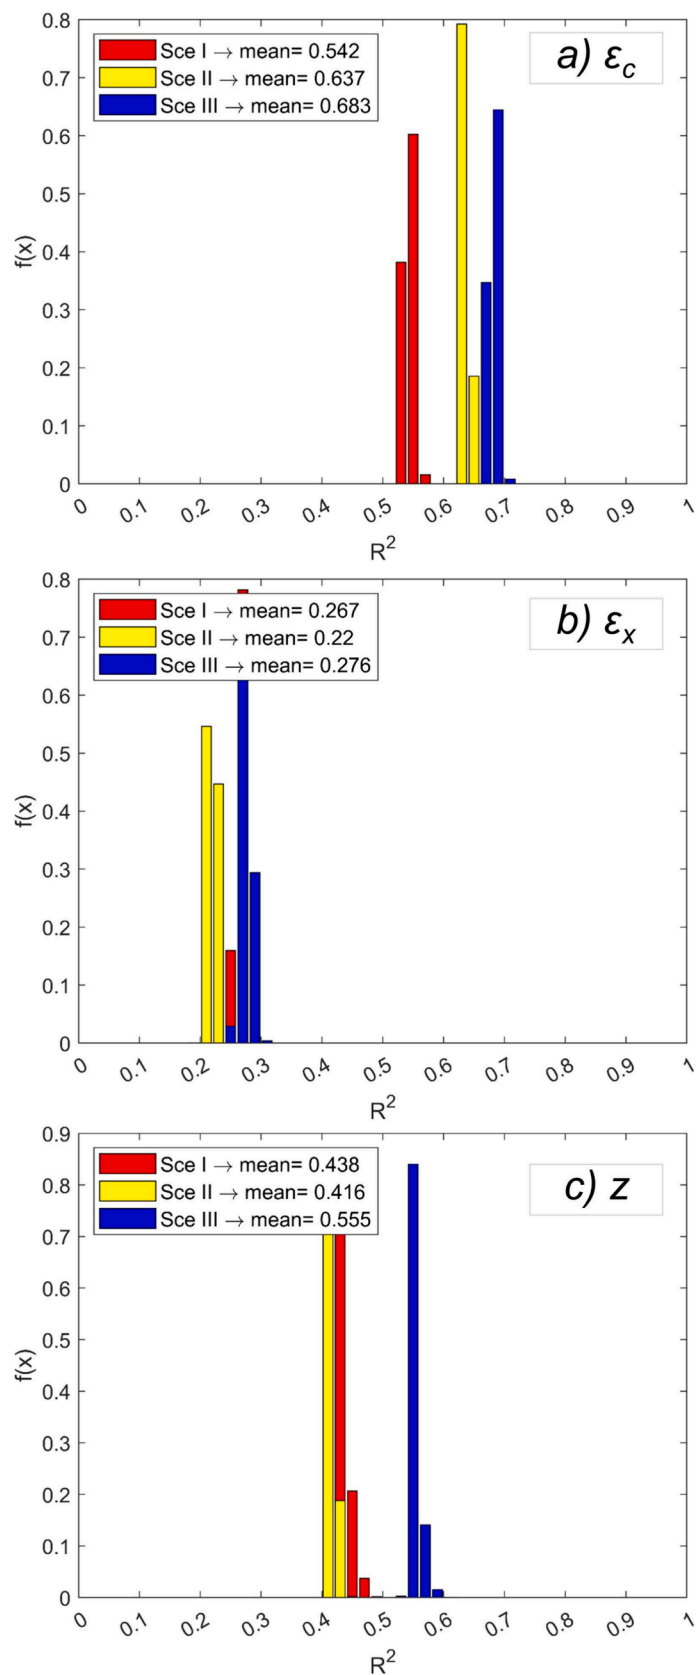 0.8
0.7
0.6
0.5
0.4
0.3
0.2
0.1
0
f(x)
Sce I → mean= 0.542
Sce II → mean= 0.637
Sce III → mean= 0.683
a) εc
0 0.1 0.2 0.3 0.4 0.5 0.6 0.7 0.8 0.9 1
R²
0.8
0.7
0.6
0.5
0.4
0.3
0.2
0.1
0
f(x)
Sce I → mean= 0.267
Sce II → mean= 0.22
Sce III → mean= 0.276
b) εx
0 0.1 0.2 0.3 0.4 0.5 0.6 0.7 0.8 0.9 1
R²
0.9
0.8
0.7
0.6
0.5
0.4
0.3
0.2
0.1
0
f(x)
Sce I → mean= 0.438
Sce II → mean= 0.416
Sce III → mean= 0.555
c) z
0 0.1 0.2 0.3 0.4 0.5 0.6 0.7 0.8 0.9 1
R²